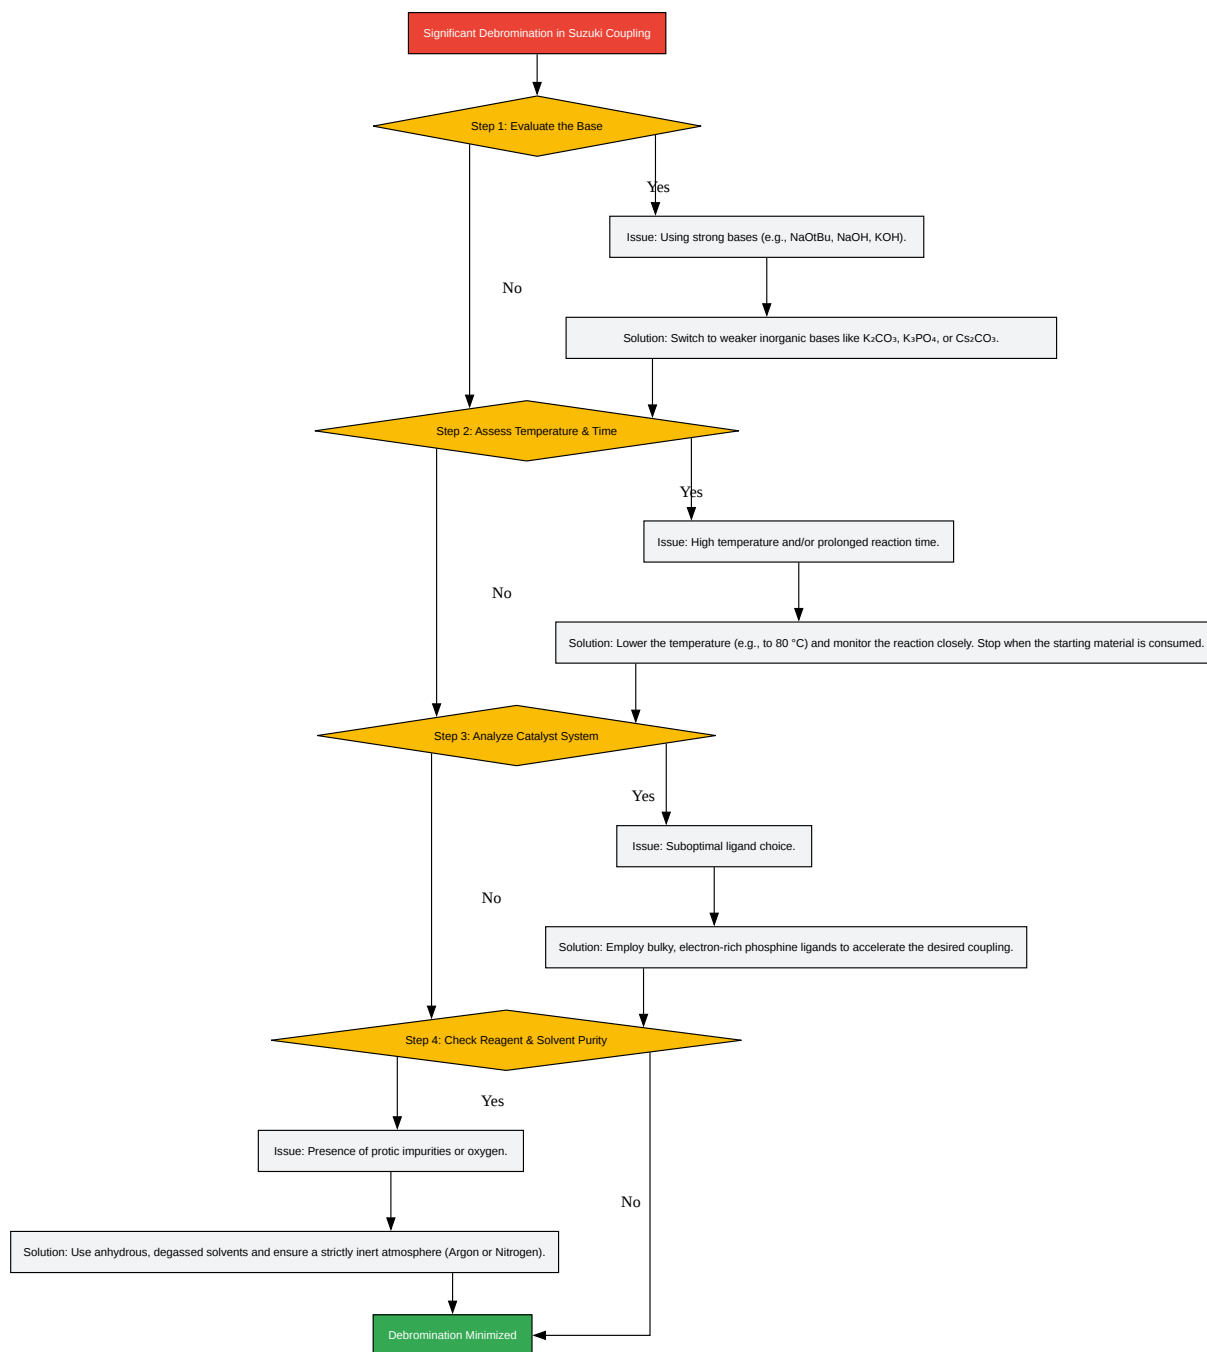 Significant Debromination in Suzuki Coupling
Step 1: Evaluate the Base
Yes
Issue: Using strong bases (e.g., NaOtBu, NaOH, KOH).
No
Solution: Switch to weaker inorganic bases like K₂CO₃, K₃PO₄, or Cs₂CO₃.
Step 2: Assess Temperature & Time
Yes
Issue: High temperature and/or prolonged reaction time.
No
Solution: Lower the temperature (e.g., to 80 °C) and monitor the reaction closely. Stop when the starting material is consumed.
Step 3: Analyze Catalyst System
Yes
Issue: Suboptimal ligand choice.
No
Solution: Employ bulky, electron-rich phosphine ligands to accelerate the desired coupling.
Step 4: Check Reagent & Solvent Purity
Yes
Issue: Presence of protic impurities or oxygen.
No
Solution: Use anhydrous, degassed solvents and ensure a strictly inert atmosphere (Argon or Nitrogen).
Debromination Minimized